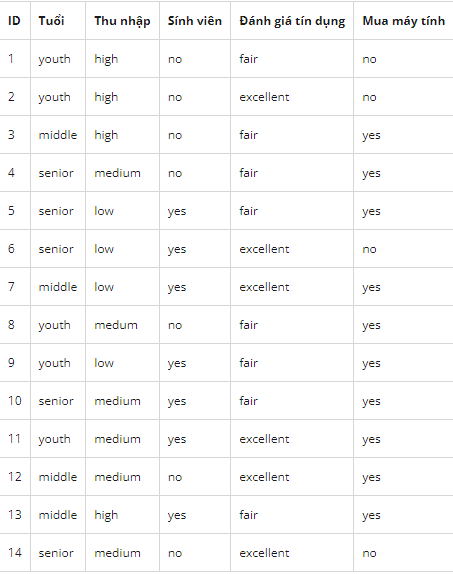 ID Tuổi Thu nhập Sính viên Đánh giá tín dụng Mua máy tính
1 youth high no fair no
2 youth high no excellent no
3 middle high no fair yes
4 senior medium no fair yes
5 senior low yes fair yes
6 senior low yes excellent no
7 middle low yes excellent yes
8 youth medum no fair yes
9 youth low yes fair yes
10 senior medium yes fair yes
11 youth medium yes excellent yes
12 middle medium no excellent yes
13 middle high yes fair yes
14 senior medium no excellent no